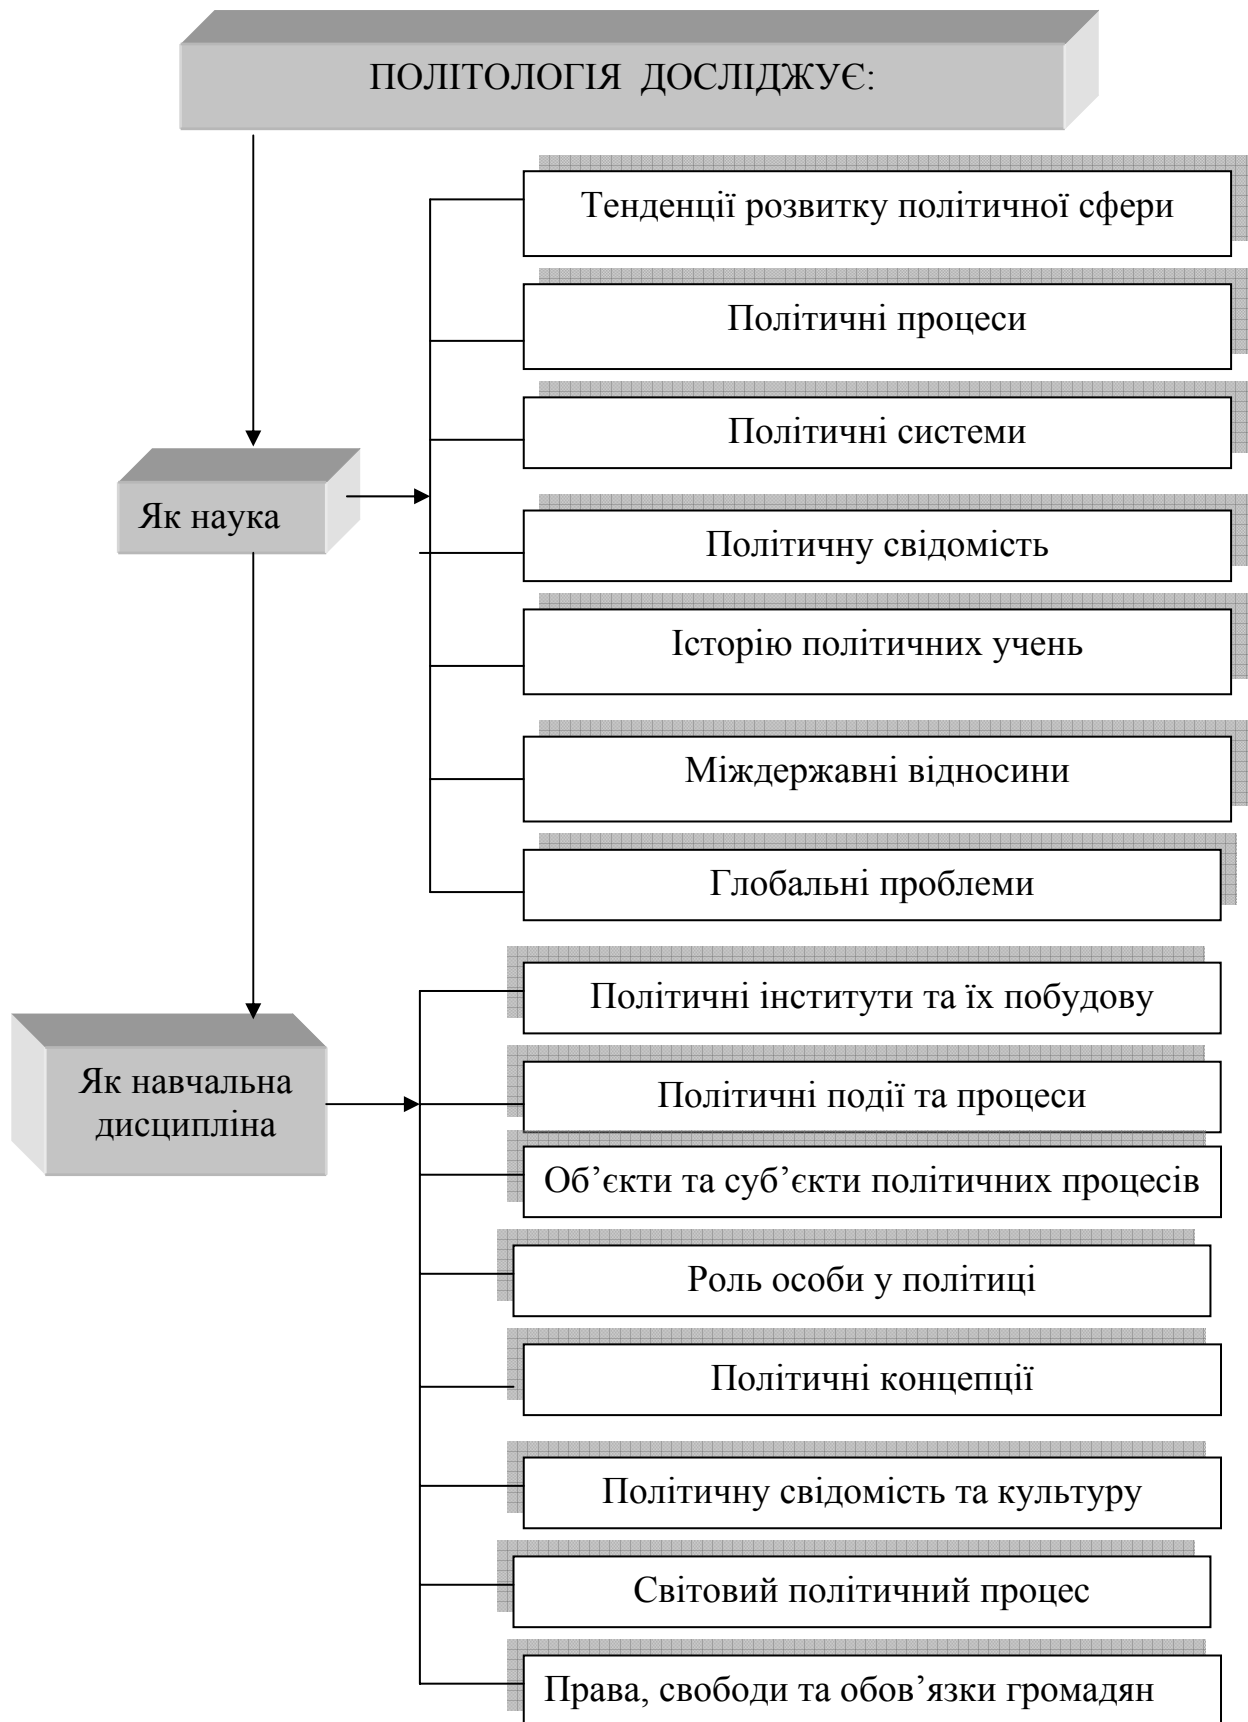 ПОЛІТОЛОГІЯ ДОСЛІДЖУЄ:
Тенденції розвитку політичної сфери
Політичні процеси
Політичні системи
Як наука
Політичну свідомість
Історію політичних учень
Міждержавні відносини
Глобальні проблеми
Політичні інститути та їх побудову
Як навчальна
дисципліна
Політичні події та процеси
Об’єкти та суб’єкти політичних процесів
Роль особи у політиці
Політичні концепції
Політичну свідомість та культуру
Світовий політичний процес
Права, свободи та обов’язки громадян